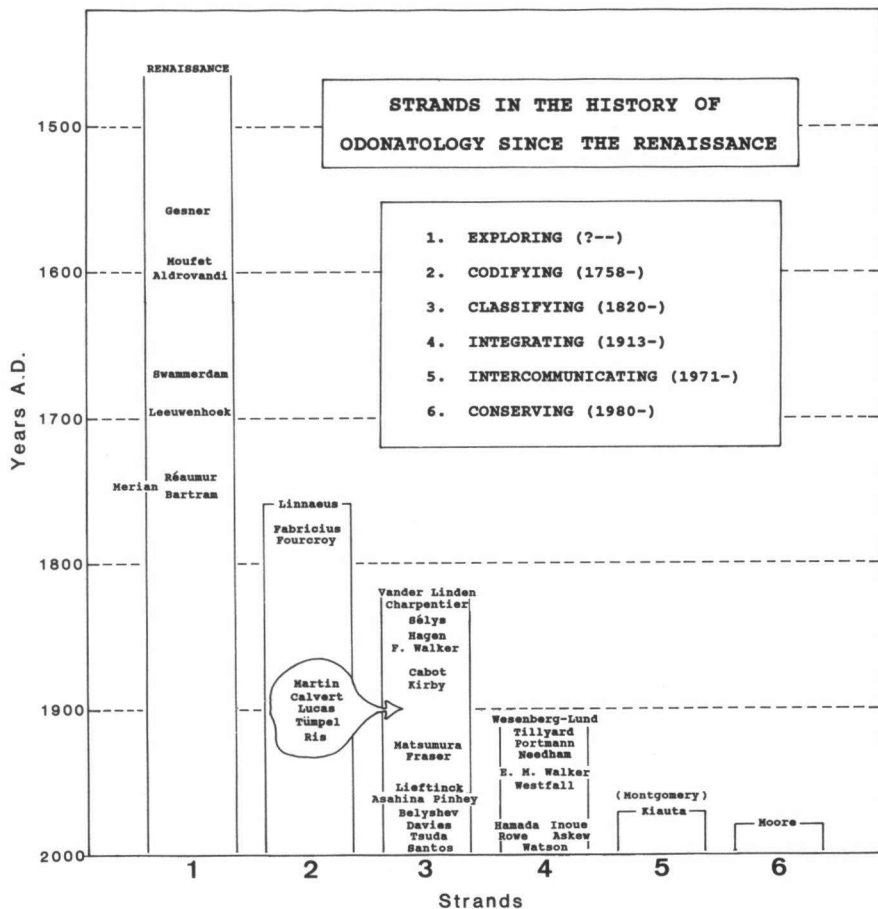 RENAISSANCE
STRANDS IN THE HISTORY OF
ODONATOLOGY SINCE THE RENAISSANCE
1. EXPLORING (?--)
2. CODIFYING (1758-)
3. CLASSIFYING (1820-)
4. INTEGRATING (1913-)
5. INTERCOMMUNICATING (1971-)
6. CONSERVING (1980-)
Years A.D.
1500
1600
1700
1800
1900
2000
Gesner
Moufet
Aldrovandi
Swammerdam
Leeuwenhoek
Merian
Réaumur
Bartram
Linnaeus
Fabricius
Fourcroy
Martin
Calvert
Lucas
Tümpel
Ris
Vander Linden
Charpentier
Sélys
Hagen
F. Walker
Cabot
Kirby
Matsumura
Fraser
Lieftinck
Asahina Pinhey
Belyshev
Davies
Tsuda
Santos
Wesenberg-Lund
Tillyard
Portmann
Needham
E. M. Walker
Westfall
Hamada Inoue
Rowe Askew
Watson
(Montgomery)
Kiauta
Moore
1 2 3 4 5 6
Strands